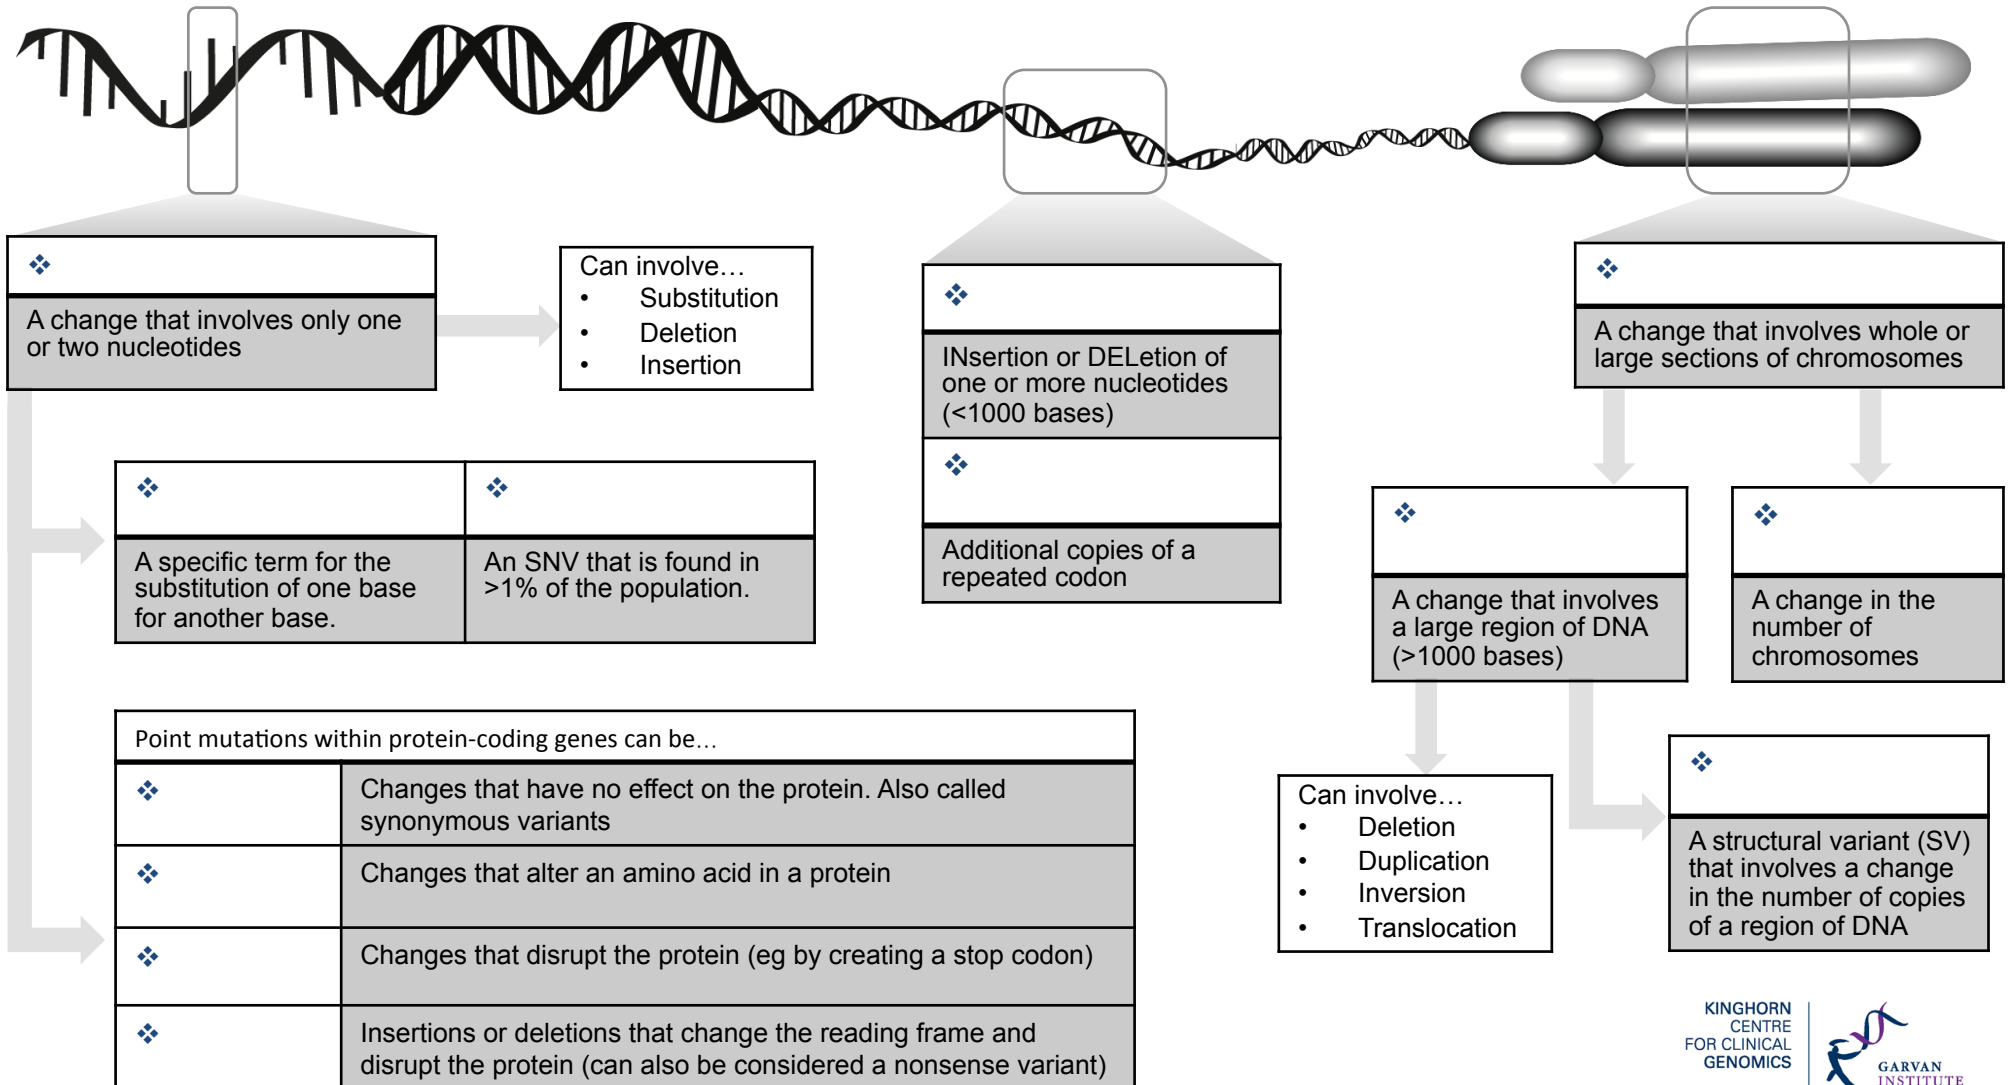 A change that involves only one
or two nucleotides
Can involve…
• Substitution
• Deletion
• Insertion
INsertion or DELetion of
one or more nucleotides
(<1000 bases)
Additional copies of a
repeated codon
A change that involves whole or
large sections of chromosomes
A specific term for the
substitution of one base
for another base.
An SNV that is found in
>1% of the population.
A change that involves
a large region of DNA
(>1000 bases)
A change in the
number of
chromosomes
Point mutations within protein-coding genes can be…
Changes that have no effect on the protein. Also called
synonymous variants
Changes that alter an amino acid in a protein
Changes that disrupt the protein (eg by creating a stop codon)
Insertions or deletions that change the reading frame and
disrupt the protein (can also be considered a nonsense variant)
Can involve…
• Deletion
• Duplication
• Inversion
• Translocation
A structural variant (SV)
that involves a change
in the number of copies
of a region of DNA
KINGHORN
CENTRE
FOR CLINICAL
GENOMICS
GARVAN
INSTITUTE